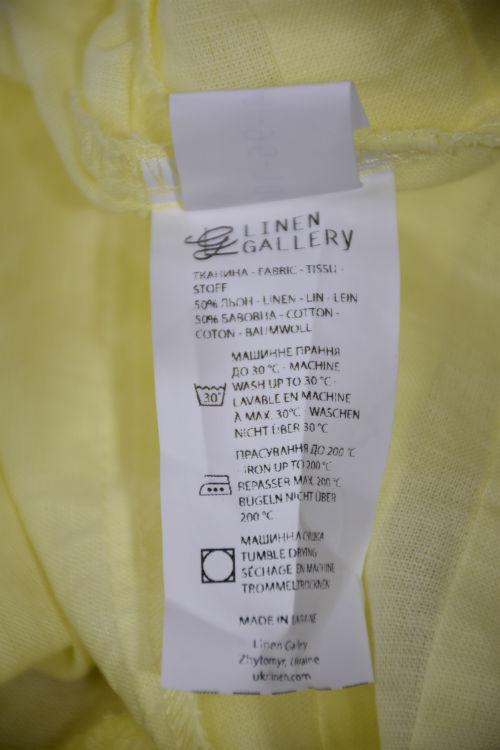 LINEN
GALLERY
ТКАНИНА - FABRIC - TISSU -
STOFF
50% ЛЬОН - LINEN - LIN - LEIN
50% БАВОВНА - COTTON -
COTON - BAUMWOLL
МАШИННЕ ПРАННЯ
ДО 30 °C - MACHINE
WASH UP TO 30 °C -
LAVABLE EN MACHINE
À MAX. 30°C - WASCHEN
NICHT ÜBER 30 °C
30°
ПРАСУВАННЯ ДО 200 °C
- IRON UP TO 200 °C
REPASSER MAX. 200 °C
BÜGELN NICHT ÜBER
200 °C
МАШИННА СУШКА
TUMBLE DRYING
SÉCHAGE EN MACHINE
TROMMELTROCKNEN
MADE IN UKRAINE
Linen Gallery
Zhytomyr, Ukraine
ukrlinen.com